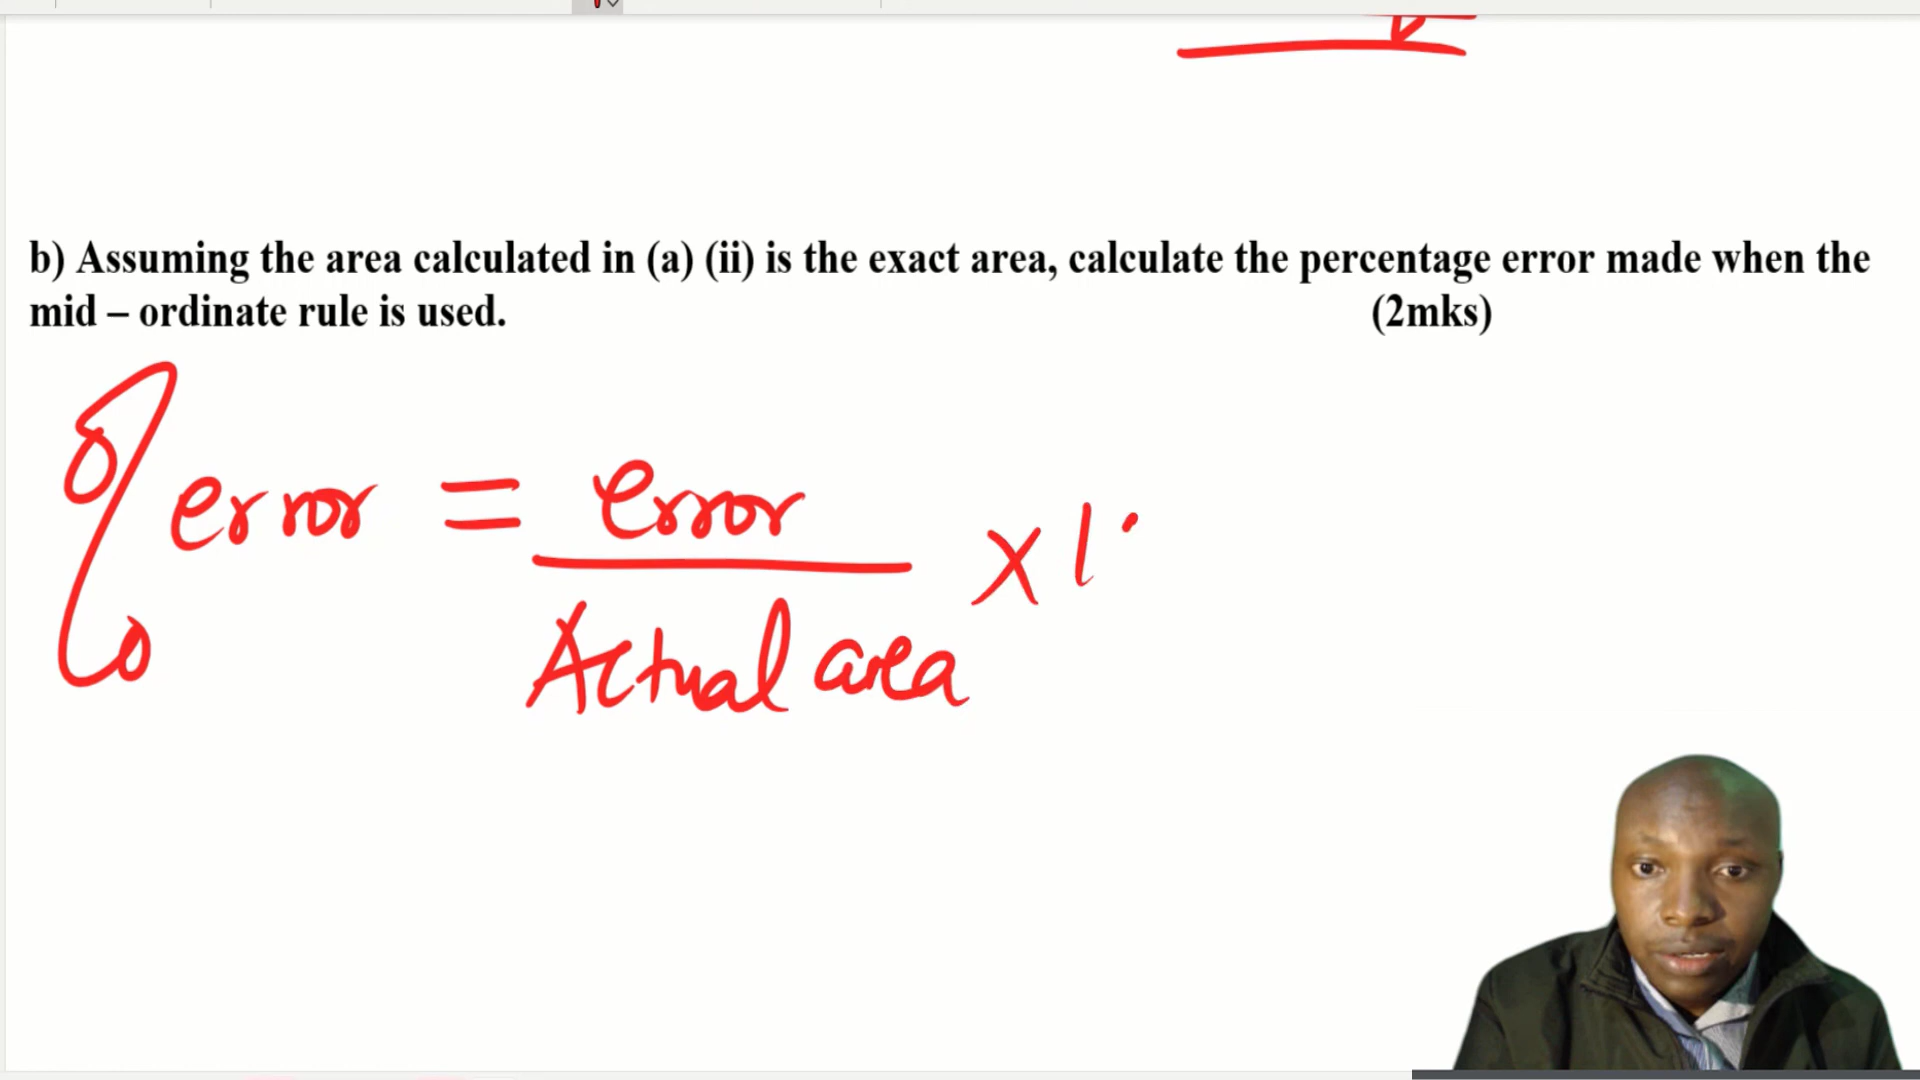 b) Assuming the area calculated in (a) (ii) is the exact area, calculate the percentage error made when the
mid – ordinate rule is used. (2mks)
% error = error
Actual area
x 1